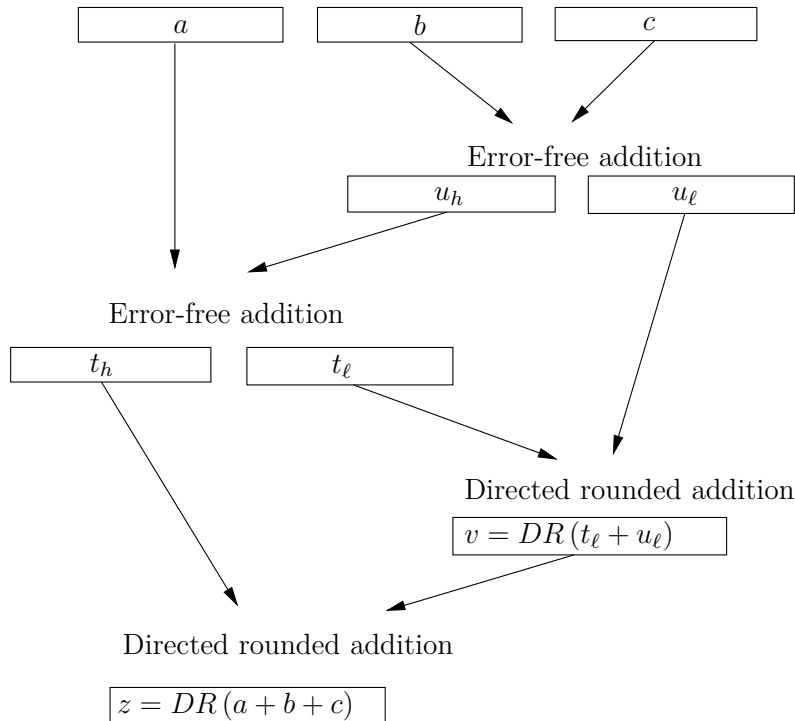 a b c
Error-free addition
u_h u_ℓ
Error-free addition
t_h t_ℓ
Directed rounded addition
v = DR (t_ℓ + u_ℓ)
Directed rounded addition
z = DR (a + b + c)